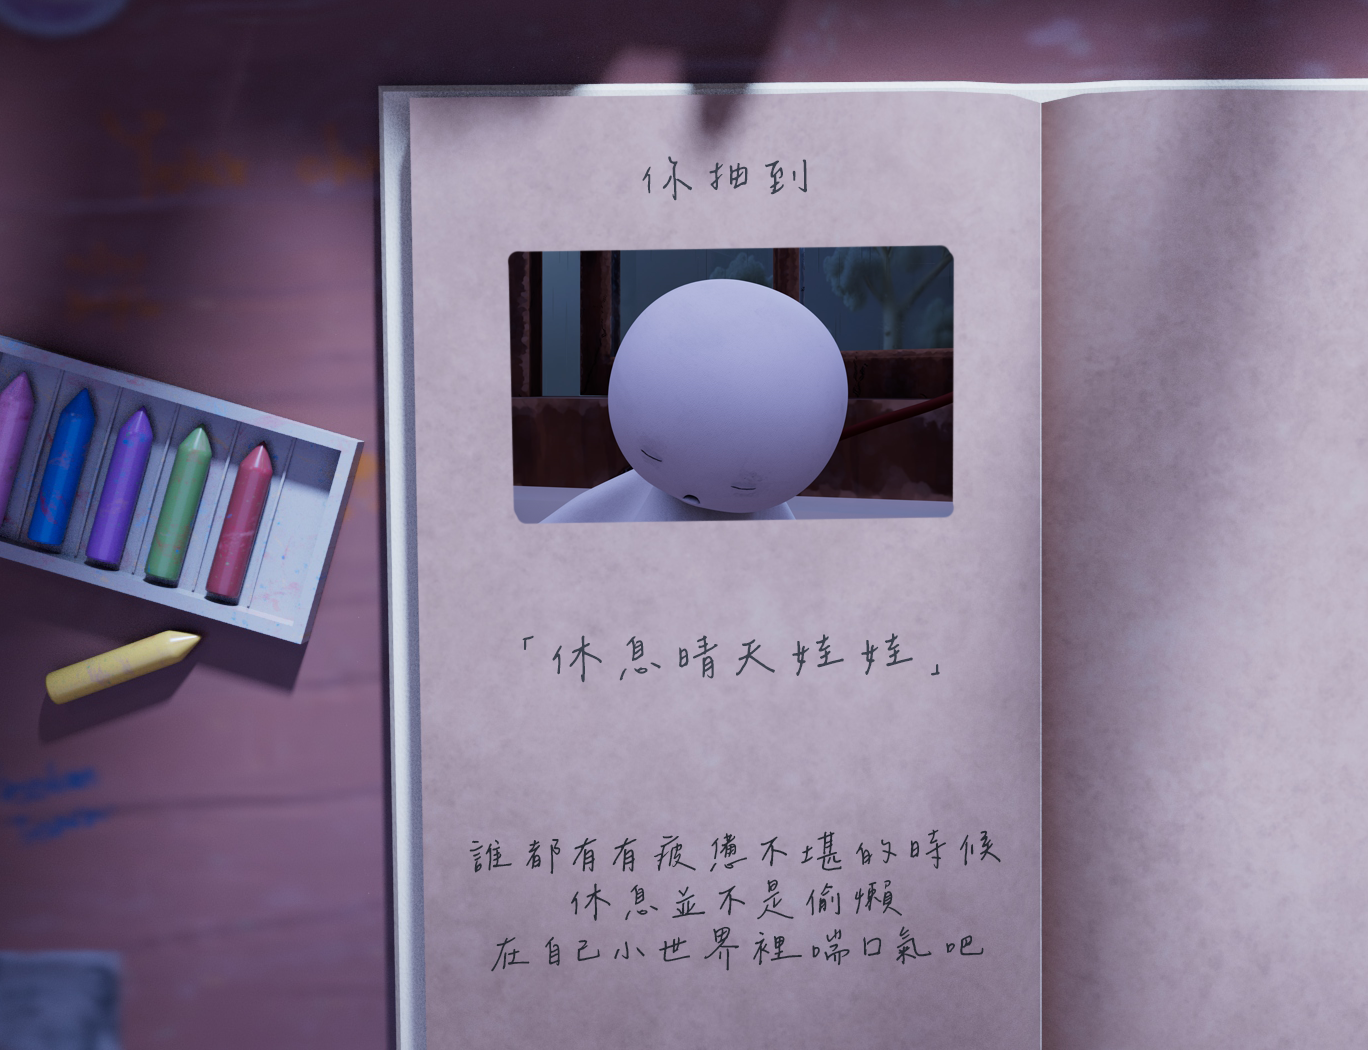 你抽到
「休息晴天娃娃」
誰都有有疲憊不堪的時候
休息並不是偷懶
在自己小世界裡喘口氣吧